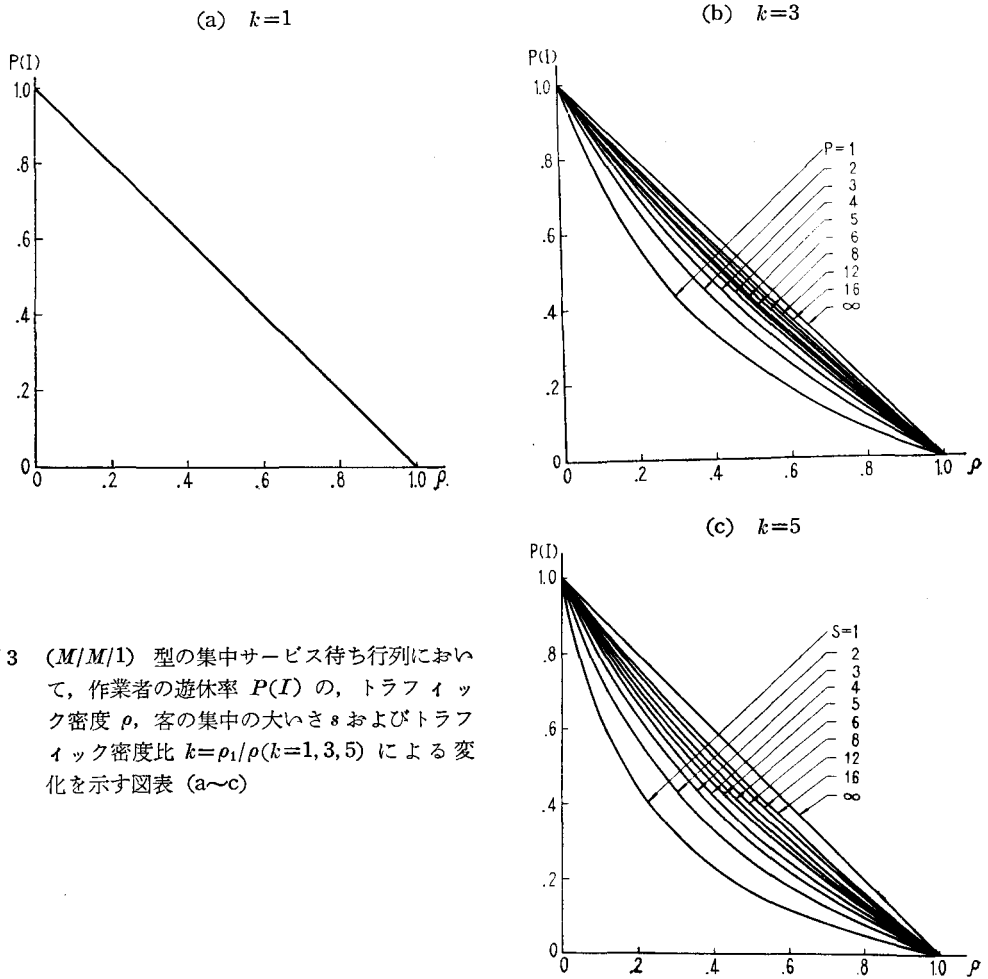 (a) k=1
P(I)
1.0
.8
.6
.4
.2
0
0 .2 .4 .6 .8 1.0 ρ.
(b) k=3
P(I)
1.0
.8
.6
.4
.2
0
P=1
2
3
4
5
6
8
12
16
∞
0 .2 .4 .6 .8 1.0 ρ
(c) k=5
P(I)
1.0
.8
.6
.4
.2
0
S=1
2
3
4
5
6
8
12
16
∞
0 .2 .4 .6 .8 1.0 ρ
3 (M/M/1) 型の集中サービス待ち行列におい
て，作業者の遊休率 P(I) の，トラフィッ
ク密度 ρ，客の集中の大いさ s およびトラフ
ィック密度比 k=ρ₁/ρ(k=1,3,5) による変
化を示す図表 (a～c)